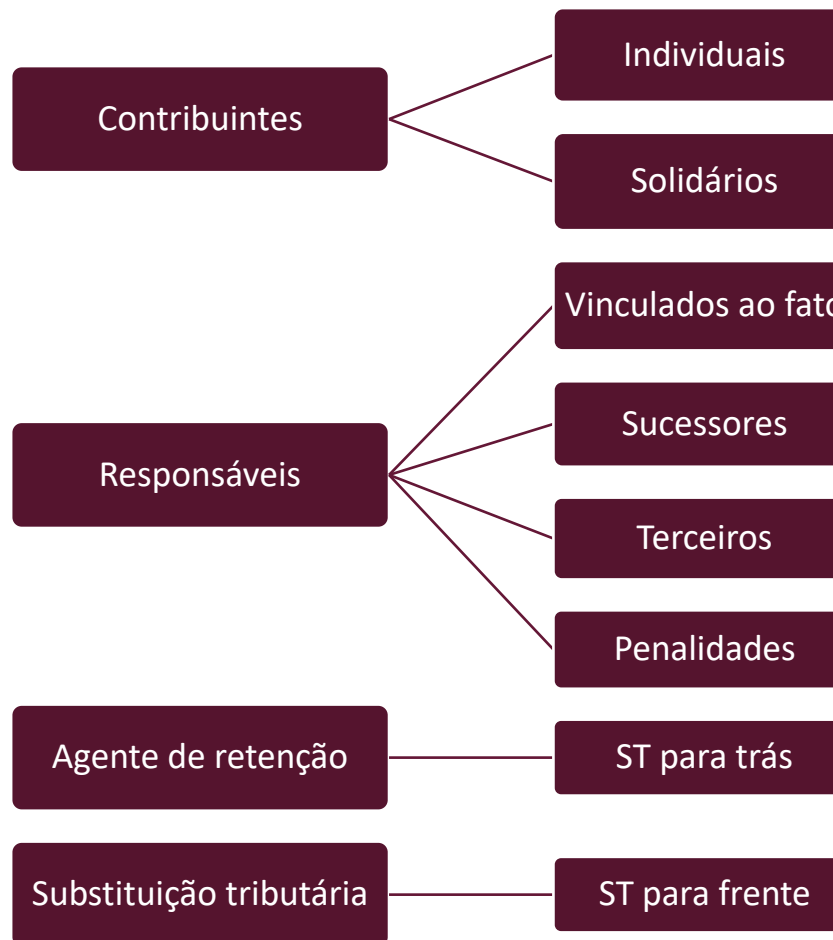 Contribuintes
Individuais
Solidários
Responsáveis
Vinculados ao fato
Sucessores
Terceiros
Penalidades
Agente de retenção
ST para trás
Substituição tributária
ST para frente